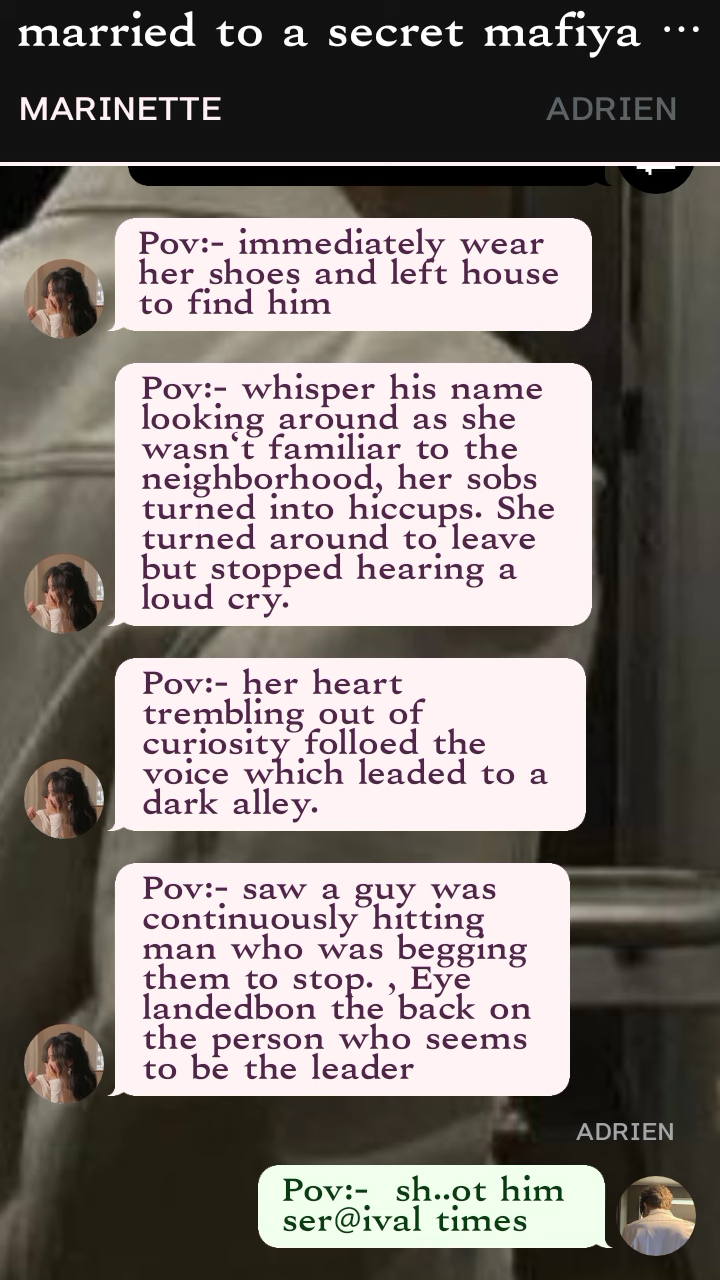 married to a secret mafiya ...
MARINETTE
ADRIEN
Pov:- immediately wear
her shoes and left house
to find him
Pov:- whisper his name
looking around as she
wasn‘t familiar to the
neighborhood, her sobs
turned into hiccups. She
turned around to leave
but stopped hearing a
loud cry.
Pov:- her heart
trembling out of
curiosity folloed the
voice which leaded to a
dark alley.
Pov:- saw a guy was
continuously hitting
man who was begging
them to stop. , Eye
landedbon the back on
the person who seems
to be the leader
ADRIEN
Pov:- sh..ot him
ser@ival times